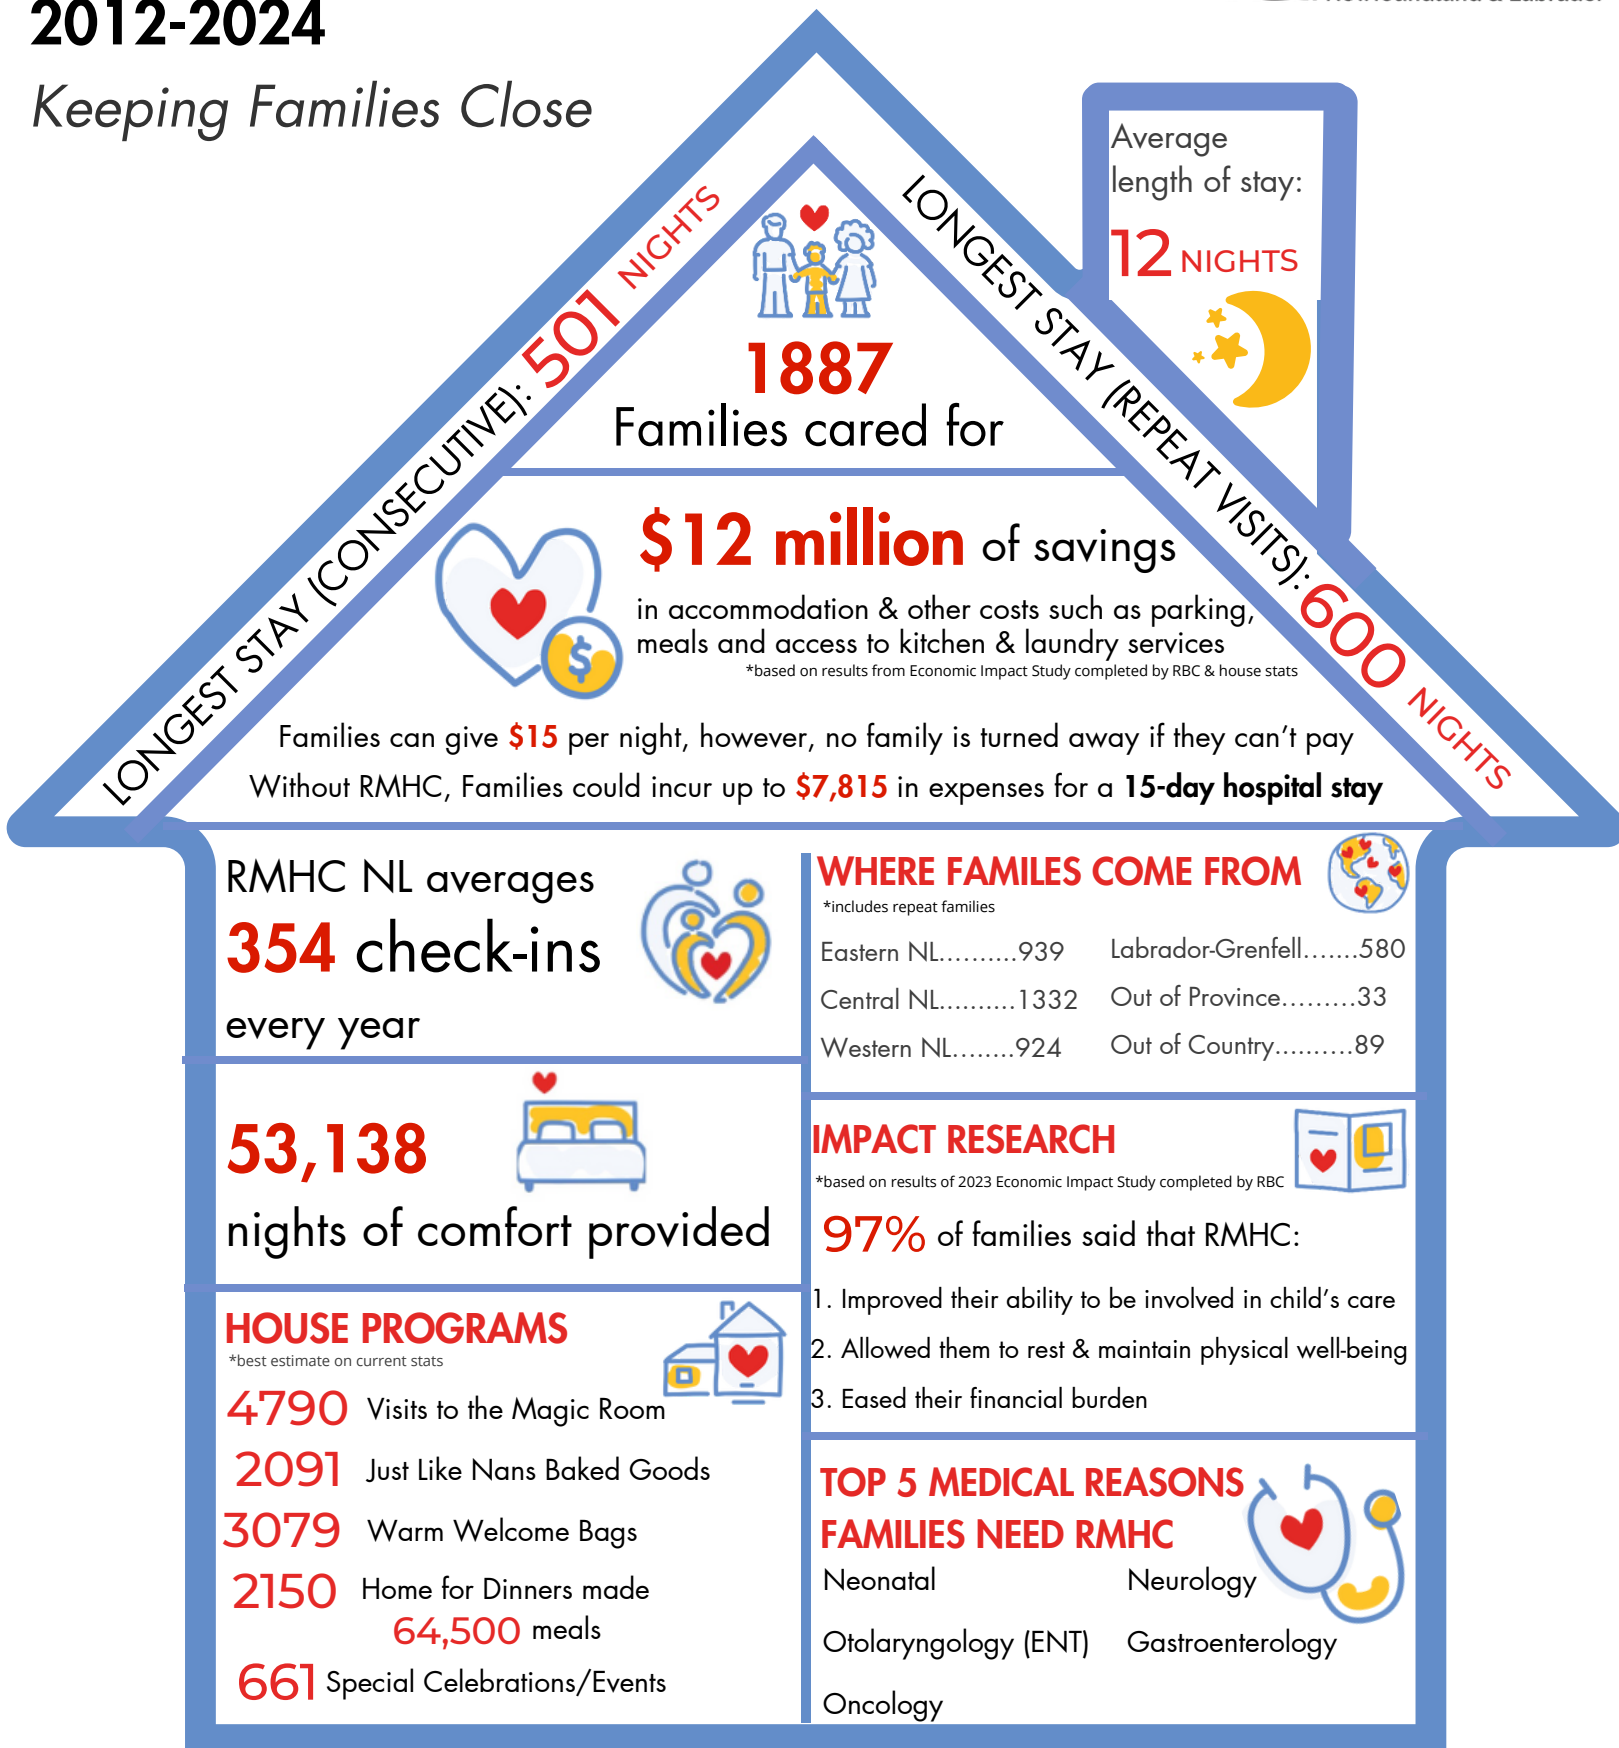 2012-2024
Keeping Families Close
Average
length of stay:
12 NIGHTS
LONGEST STAY (CONSECUTIVE): 501 NIGHTS
LONGEST STAY (REPEAT VISITS): 600 NIGHTS
1887
Families cared for
$12 million of savings
in accommodation & other costs such as parking,
meals and access to kitchen & laundry services
*based on results from Economic Impact Study completed by RBC & house stats
Families can give $15 per night, however, no family is turned away if they can't pay
Without RMHC, Families could incur up to $7,815 in expenses for a 15-day hospital stay
RMHC NL averages
354 check-ins
every year
53,138
nights of comfort provided
HOUSE PROGRAMS
*best estimate on current stats
4790 Visits to the Magic Room
2091 Just Like Nans Baked Goods
3079 Warm Welcome Bags
2150 Home for Dinners made
64,500 meals
661 Special Celebrations/Events
WHERE FAMILES COME FROM
*includes repeat families
Eastern NL..........939
Central NL..........1332
Western NL........924
Labrador-Grenfell.......580
Out of Province.........33
Out of Country..........89
IMPACT RESEARCH
*based on results of 2023 Economic Impact Study completed by RBC
97% of families said that RMHC:
1. Improved their ability to be involved in child's care
2. Allowed them to rest & maintain physical well-being
3. Eased their financial burden
TOP 5 MEDICAL REASONS
FAMILIES NEED RMHC
Neonatal
Otolaryngology (ENT)
Oncology
Neurology
Gastroenterology